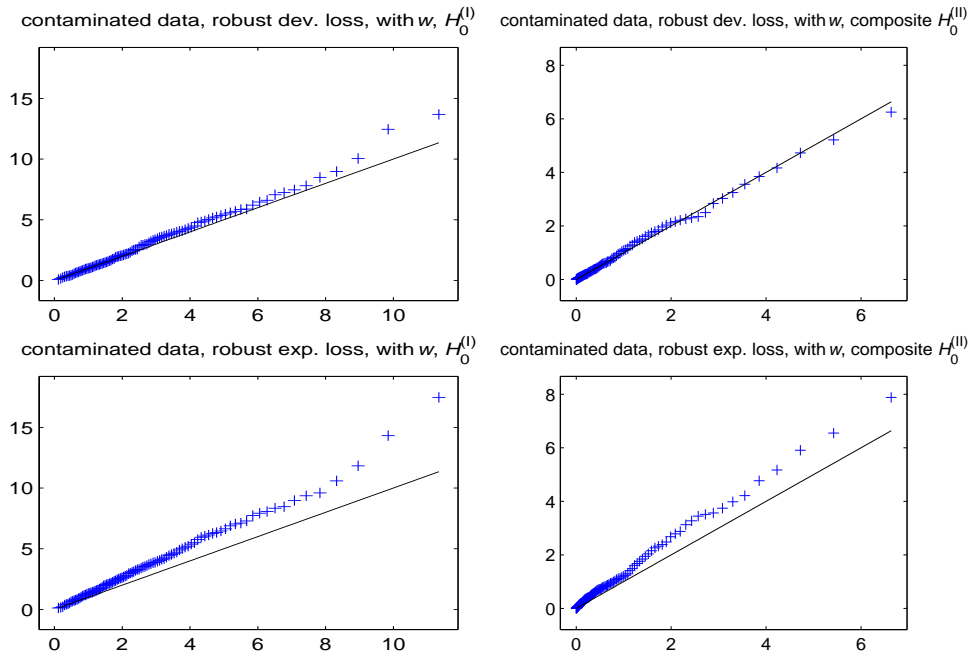 contaminated data, robust dev. loss, with w, H₀⁽ᴵ⁾
15
10
5
0
0 2 4 6 8 10
contaminated data, robust dev. loss, with w, composite H₀⁽ᴵᴵ⁾
8
6
4
2
0
0 2 4 6
contaminated data, robust exp. loss, with w, H₀⁽ᴵ⁾
15
10
5
0
0 2 4 6 8 10
contaminated data, robust exp. loss, with w, composite H₀⁽ᴵᴵ⁾
8
6
4
2
0
0 2 4 6